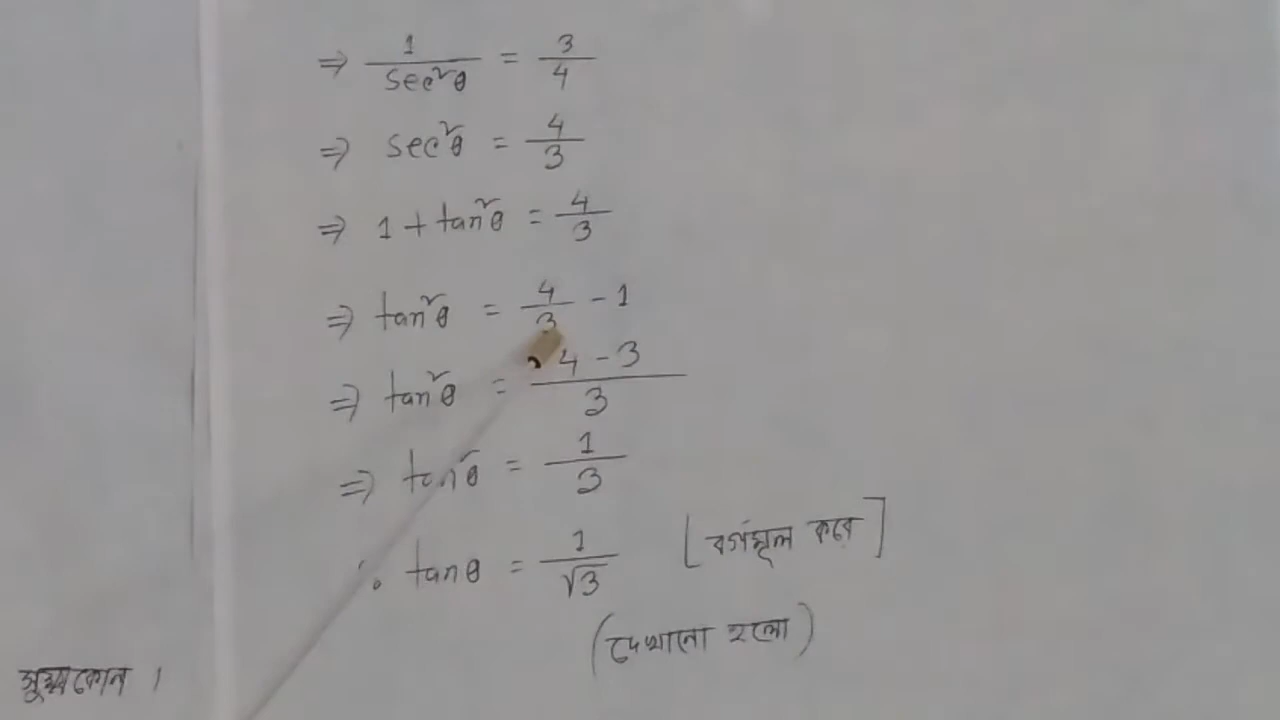 ⇒ 1/sec²θ = 3/4
⇒ sec²θ = 4/3
⇒ 1 + tan²θ = 4/3
⇒ tan²θ = 4/3 - 1
⇒ tan²θ = 4-3/3
⇒ tan²θ = 1/3
∴ tanθ = 1/√3 [বর্গমূল করে]
(দেখানো হলো)
সূক্ষ্মকোন ।